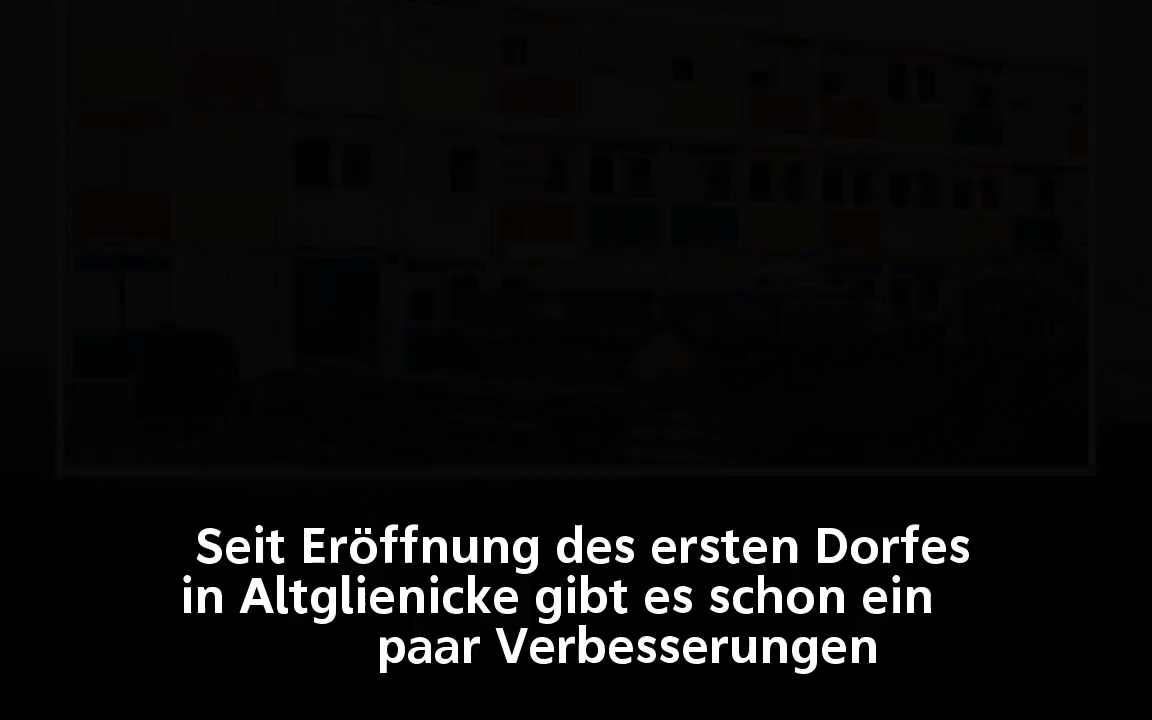 Seit Eröffnung des ersten Dorfes
in Altglienicke gibt es schon ein
paar Verbesserungen